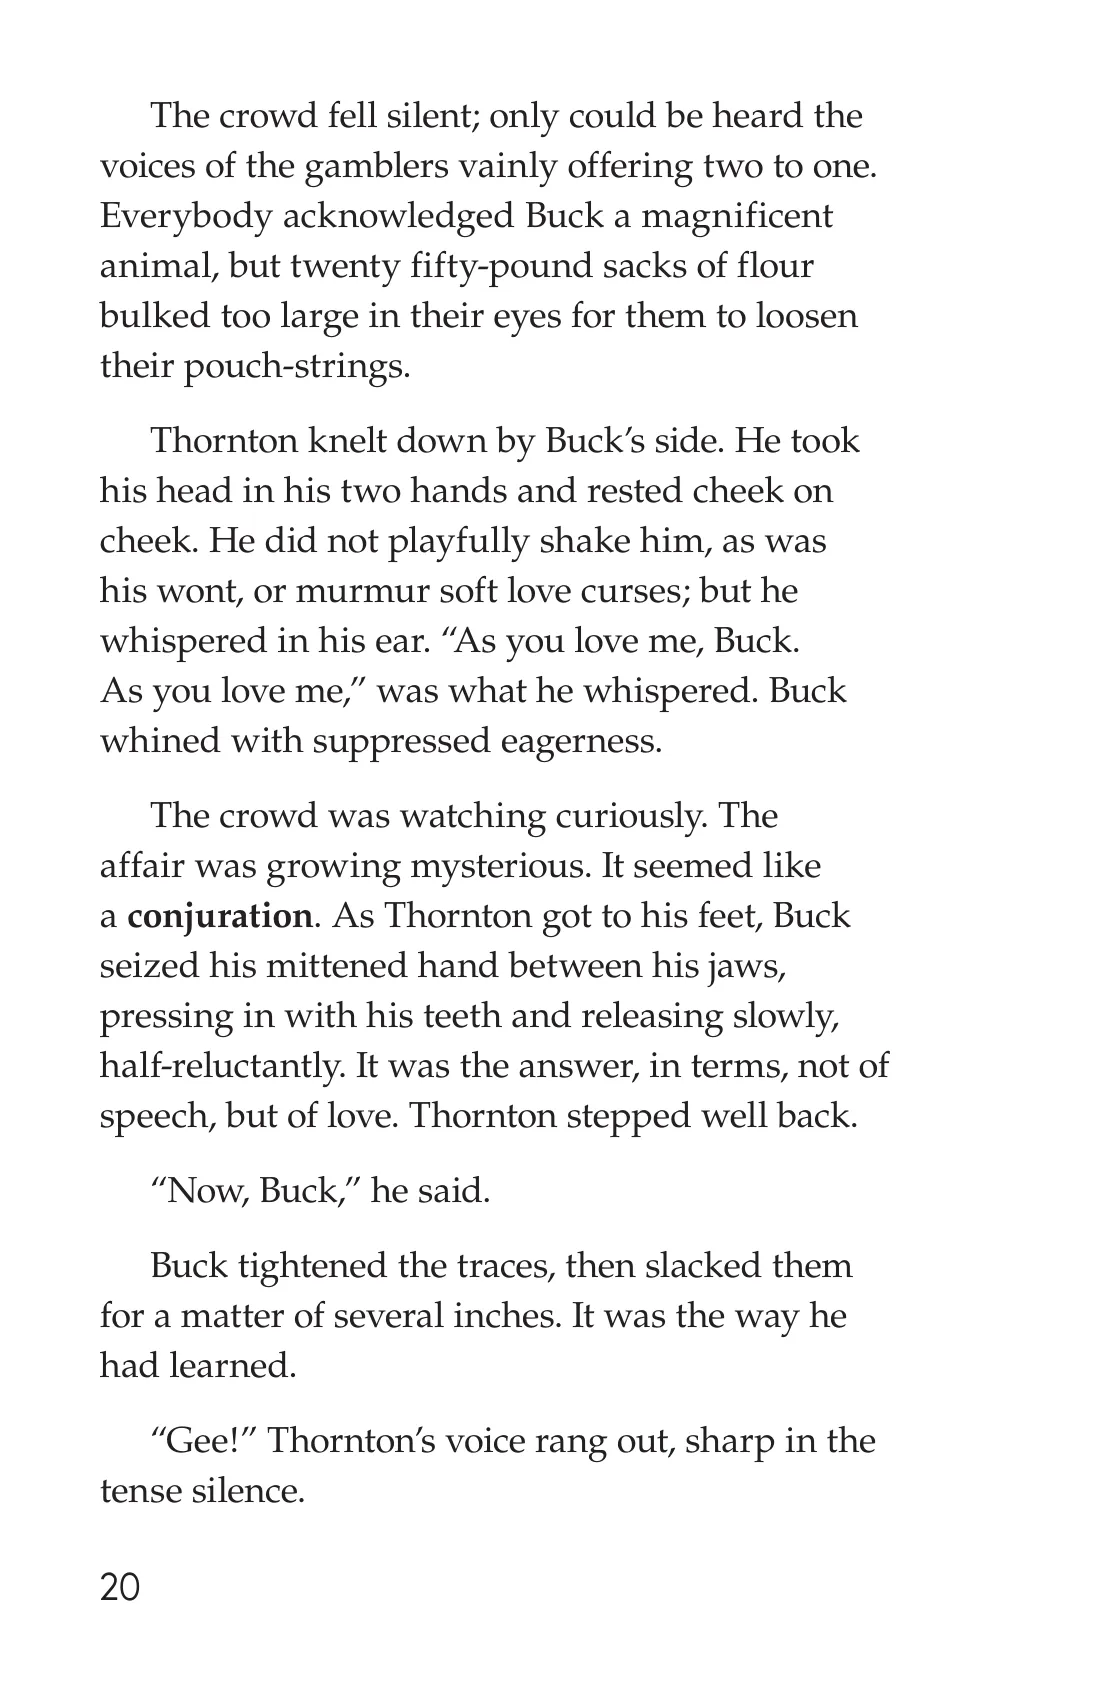 The crowd fell silent; only could be heard the
voices of the gamblers vainly offering two to one.
Everybody acknowledged Buck a magnificent
animal, but twenty fifty-pound sacks of flour
bulked too large in their eyes for them to loosen
their pouch-strings.
Thornton knelt down by Buck’s side. He took
his head in his two hands and rested cheek on
cheek. He did not playfully shake him, as was
his wont, or murmur soft love curses; but he
whispered in his ear. “As you love me, Buck.
As you love me,” was what he whispered. Buck
whined with suppressed eagerness.
The crowd was watching curiously. The
affair was growing mysterious. It seemed like
a conjuration. As Thornton got to his feet, Buck
seized his mittened hand between his jaws,
pressing in with his teeth and releasing slowly,
half-reluctantly. It was the answer, in terms, not of
speech, but of love. Thornton stepped well back.
“Now, Buck,” he said.
Buck tightened the traces, then slacked them
for a matter of several inches. It was the way he
had learned.
“Gee!” Thornton’s voice rang out, sharp in the
tense silence.
20